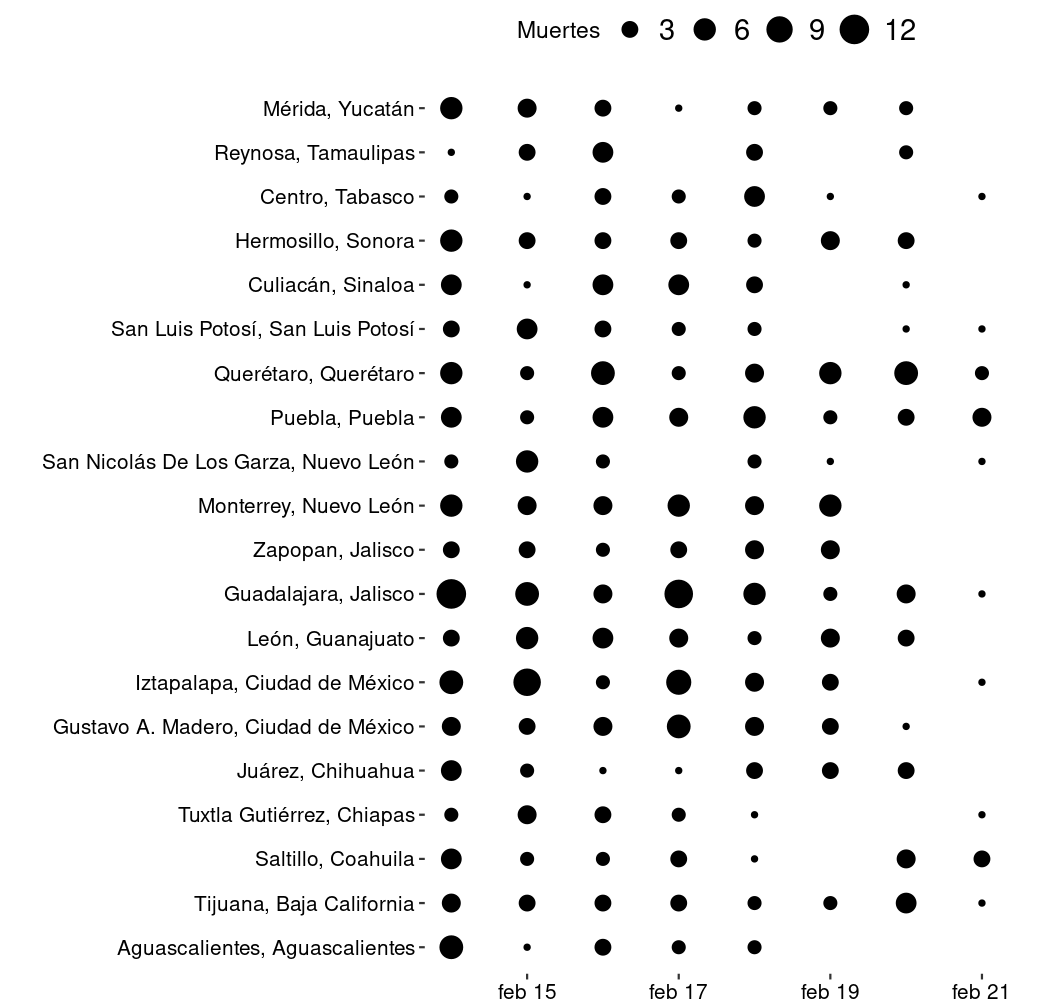 Muertes 3 6 9 12
Mérida, Yucatán
Reynosa, Tamaulipas
Centro, Tabasco
Hermosillo, Sonora
Culiacán, Sinaloa
San Luis Potosí, San Luis Potosí
Querétaro, Querétaro
Puebla, Puebla
San Nicolás De Los Garza, Nuevo León
Monterrey, Nuevo León
Zapopan, Jalisco
Guadalajara, Jalisco
León, Guanajuato
Iztapalapa, Ciudad de México
Gustavo A. Madero, Ciudad de México
Juárez, Chihuahua
Tuxtla Gutiérrez, Chiapas
Saltillo, Coahuila
Tijuana, Baja California
Aguascalientes, Aguascalientes
feb 15 feb 17 feb 19 feb 21